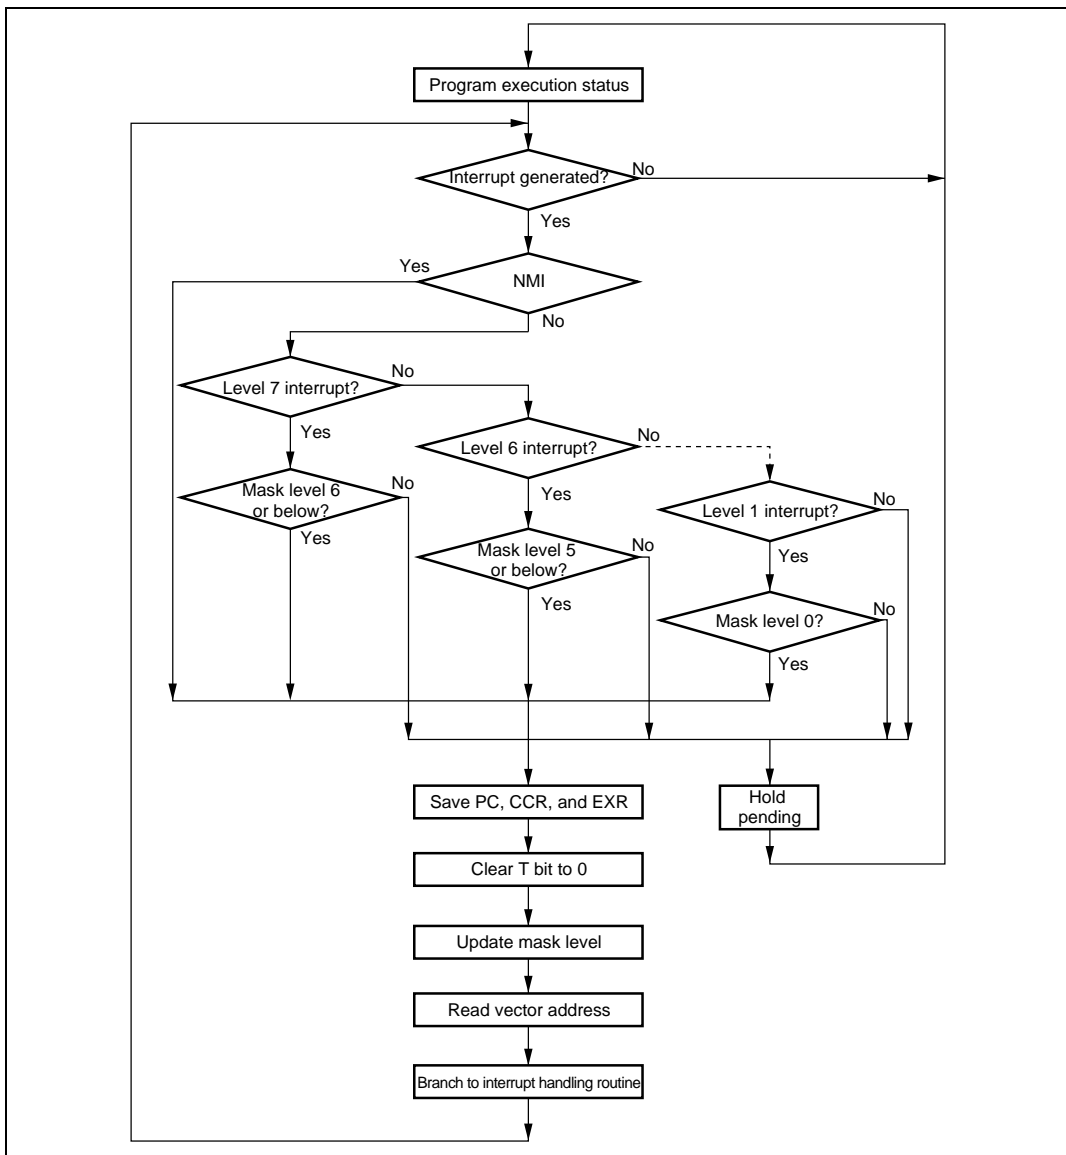 Program execution status
Interrupt generated?
No
Yes
Yes
NMI
No
Level 7 interrupt?
No
Yes
Level 6 interrupt?
No
Mask level 6
or below?
No
Yes
Yes
Level 1 interrupt?
No
Mask level 5
or below?
No
Yes
Yes
Mask level 0?
No
Yes
Save PC, CCR, and EXR
Hold
pending
Clear T bit to 0
Update mask level
Read vector address
Branch to interrupt handling routine